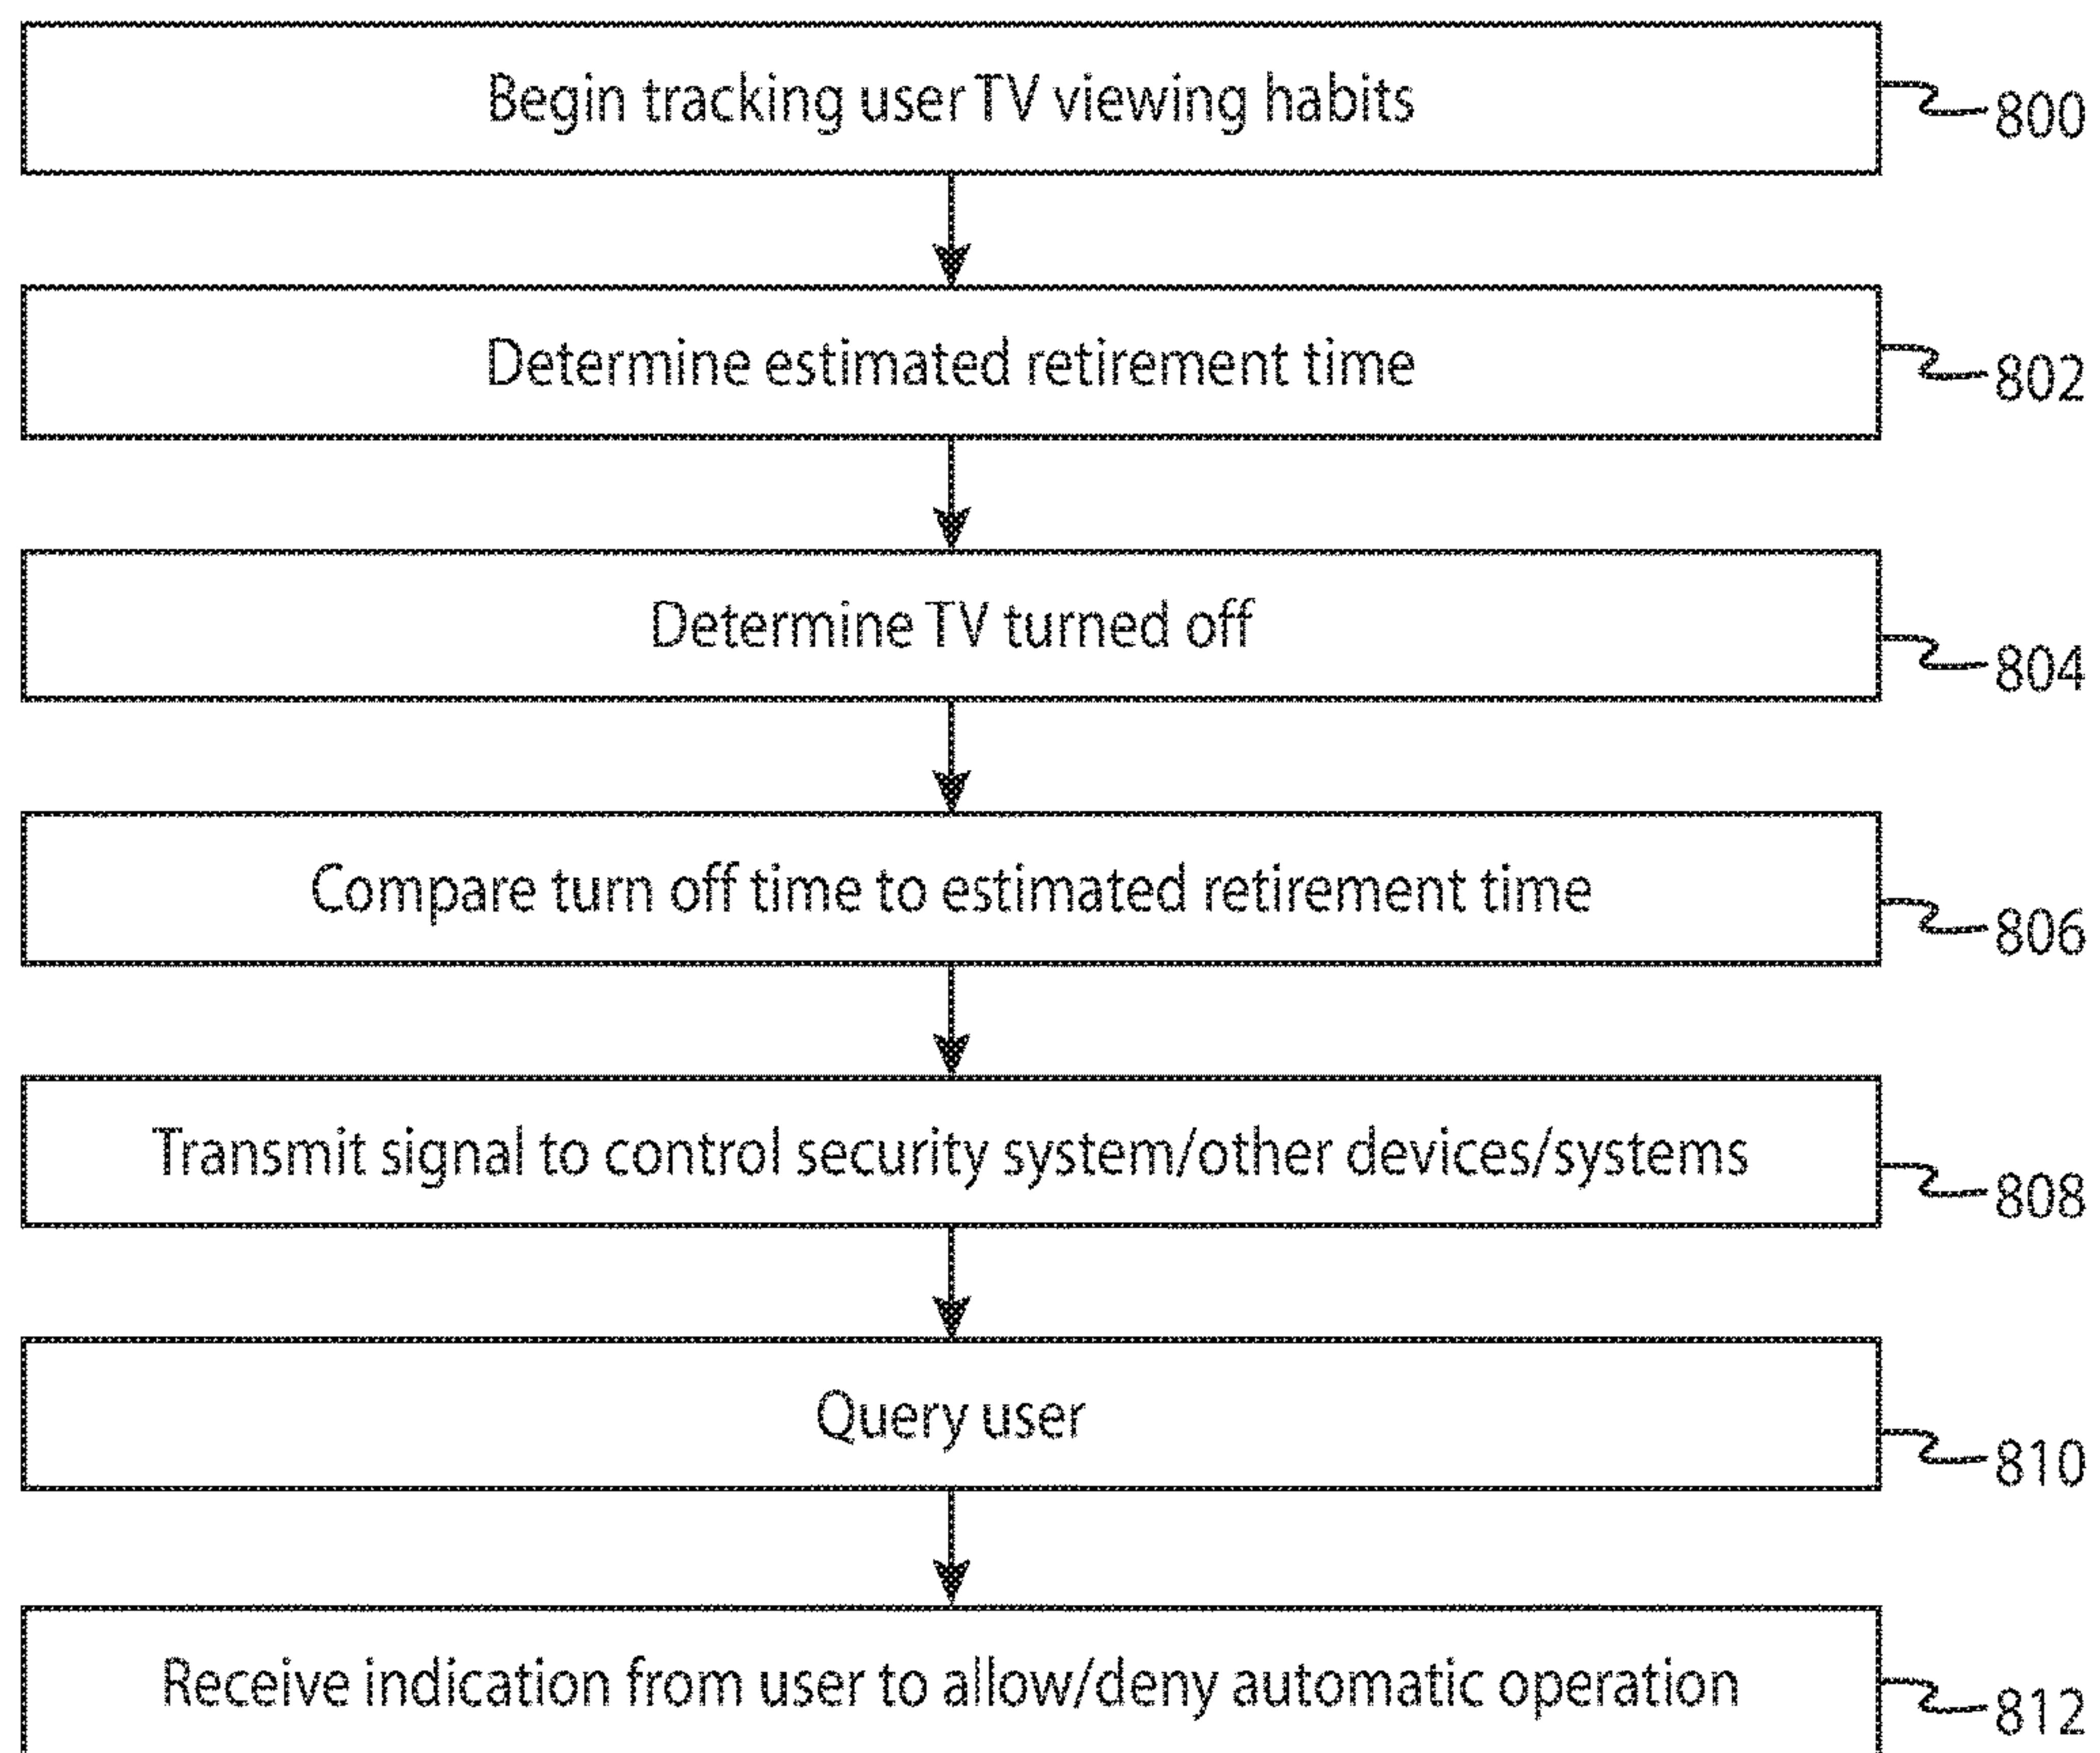 Begin tracking user TV viewing habits
800
Determine estimated retirement time
802
Determine TV turned off
804
Compare turn off time to estimated retirement time
806
Transmit signal to control security system/other devices/systems
808
Query user
810
Receive indication from user to allow/deny automatic operation
812